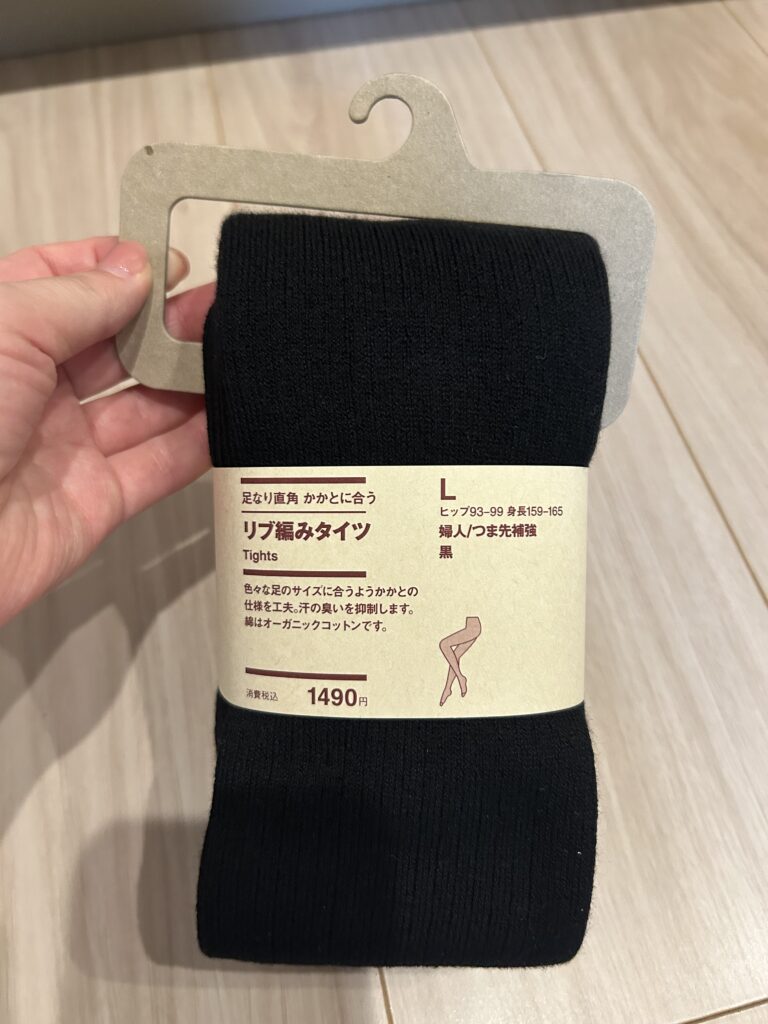 足なり直角 かかとに合う
リブ編みタイツ
Tights
色々な足のサイズに合うようかかとの
仕様を工夫。汗の臭いを抑制します。
綿はオーガニックコットンです。
消費税込 1490円
L
ヒップ93-99 身長159-165
婦人/つま先補強
黒